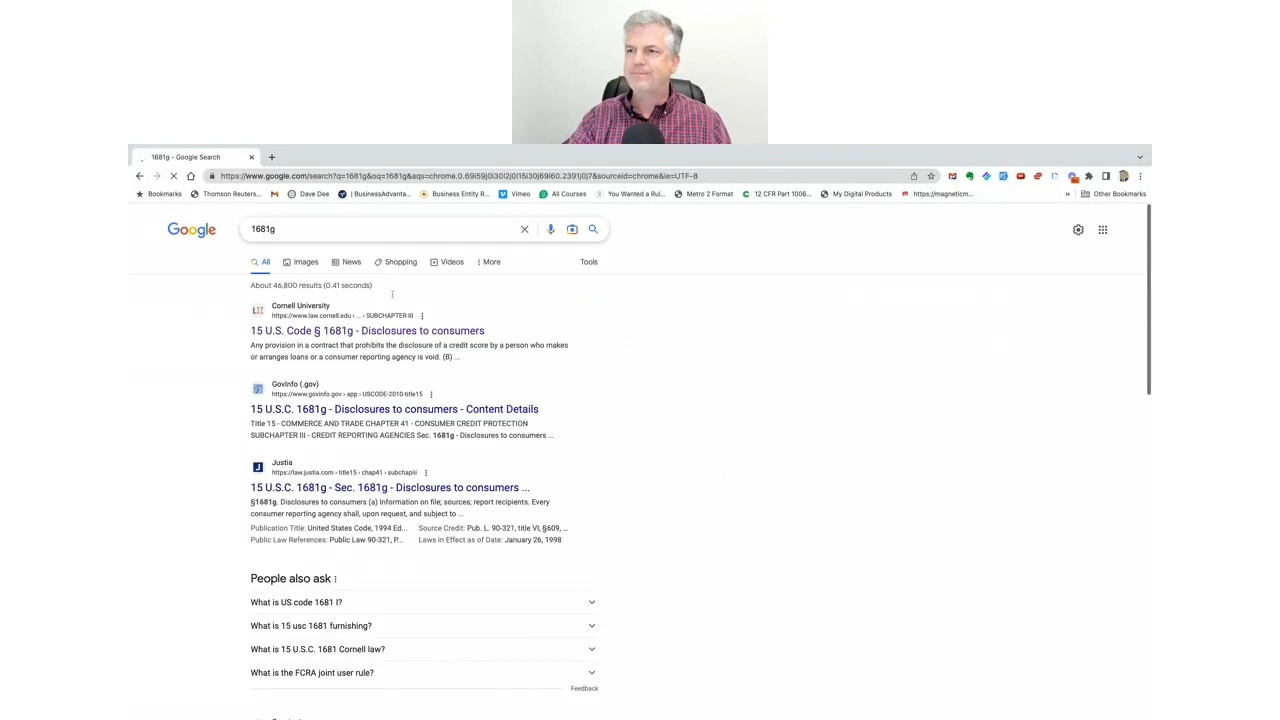 1681g - Google Search
https://www.google.com/search?q=1681g&oq=1681g&aqs=chrome.0.69i59j0i30l2j0i15i30j69i60.2391j0j7&sourceid=chrome&ie=UTF-8
Bookmarks Thomson Reuters... Dave Dee | BusinessAdvanta... Business Entity R... Vimeo All Courses You Wanted a Rul... Metro 2 Format 12 CFR Part 1006... My Digital Products https://magneticm... » Other Bookmarks
Google 1681g
All Images News Shopping Videos More Tools
About 46,800 results (0.41 seconds)
Cornell University
https://www.law.cornell.edu › ... › SUBCHAPTER III
15 U.S. Code § 1681g - Disclosures to consumers
Any provision in a contract that prohibits the disclosure of a credit score by a person who makes
or arranges loans or a consumer reporting agency is void. (B) ...
GovInfo (.gov)
https://www.govinfo.gov › app › USCODE-2010-title15
15 U.S.C. 1681g - Disclosures to consumers - Content Details
Title 15 - COMMERCE AND TRADE CHAPTER 41 - CONSUMER CREDIT PROTECTION
SUBCHAPTER III - CREDIT REPORTING AGENCIES Sec. 1681g - Disclosures to consumers ...
Justia
https://law.justia.com › title15 › chap41 › subchapiii
15 U.S.C. 1681g - Sec. 1681g - Disclosures to consumers ...
§1681g. Disclosures to consumers (a) Information on file; sources; report recipients. Every
consumer reporting agency shall, upon request, and subject to ...
Publication Title: United States Code, 1994 Ed... Source Credit: Pub. L. 90-321, title VI, §609, ...
Public Law References: Public Law 90-321, P... Laws in Effect as of Date: January 26, 1998
People also ask
What is US code 1681 I?
What is 15 usc 1681 furnishing?
What is 15 U.S.C. 1681 Cornell law?
What is the FCRA joint user rule?
Feedback